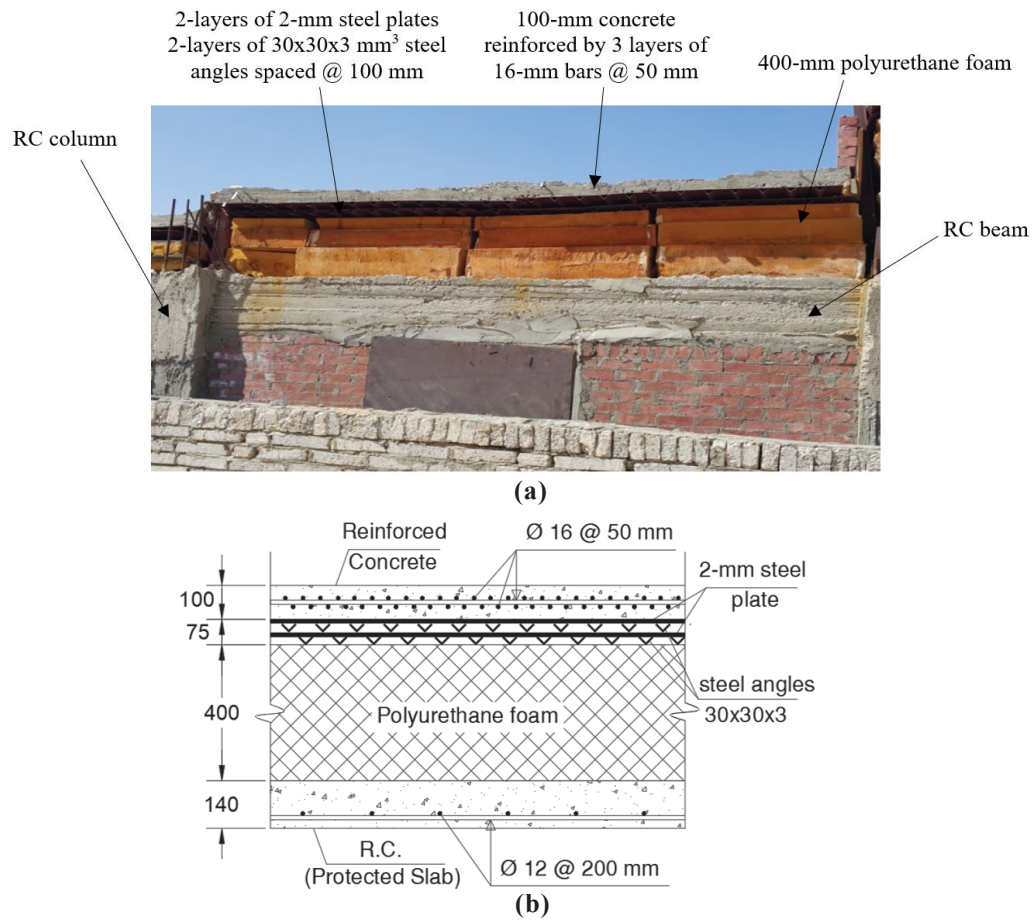 2-layers of 2-mm steel plates
2-layers of 30x30x3 mm³ steel
angles spaced @ 100 mm
100-mm concrete
reinforced by 3 layers of
16-mm bars @ 50 mm
400-mm polyurethane foam
RC column
RC beam
(a)
Reinforced
Concrete
Ø 16 @ 50 mm
2-mm steel
plate
100
75
steel angles
30x30x3
400
Polyurethane foam
140
R.C.
(Protected Slab)
Ø 12 @ 200 mm
(b)